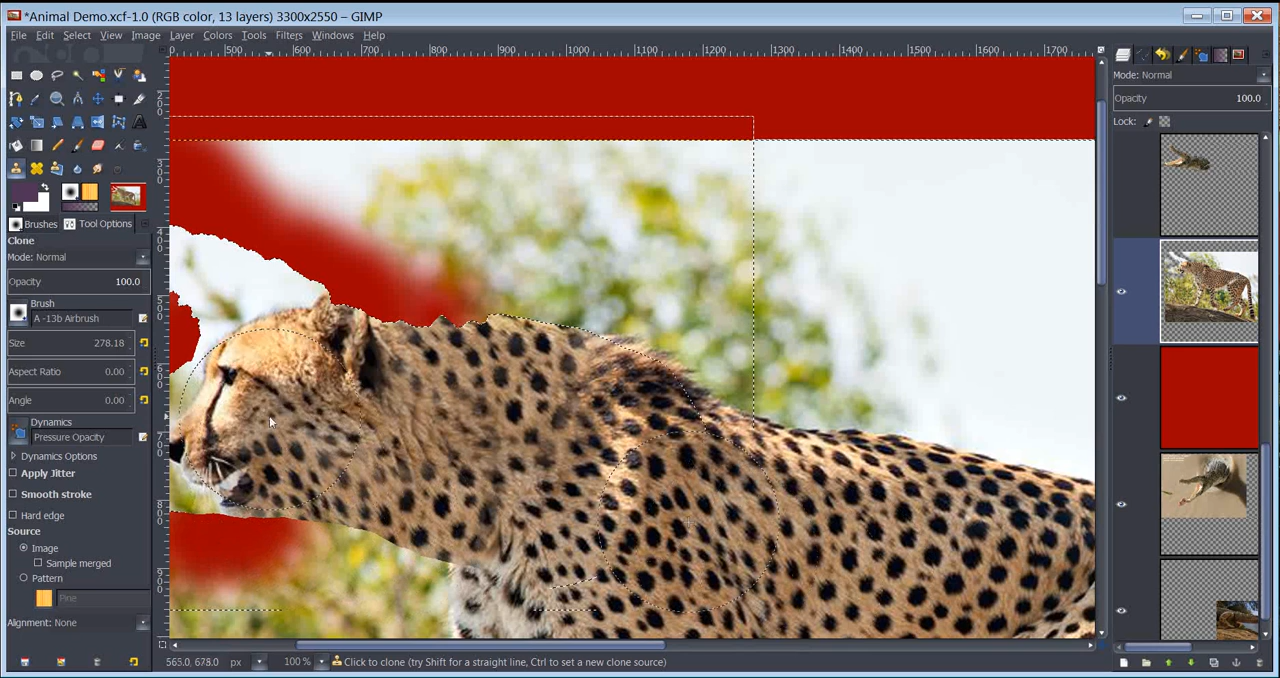 *Animal Demo.xcf-1.0 (RGB color, 13 layers) 3300x2550 – GIMP
File Edit Select View Image Layer Colors Tools Filters Windows Help
500 600 700 800 900 1000 1100 1200 1300 1400 1500 1600 1700
Mode: Normal
Opacity 100.0
Lock:
Brushes Tool Options
Clone
Mode: Normal
Opacity 100.0
Brush
A -13b Airbrush
Size 278.18
Aspect Ratio 0.00
Angle 0.00
Dynamics
Pressure Opacity
Dynamics Options
Apply Jitter
Smooth stroke
Hard edge
Source
Image
Sample merged
Pattern
Pine
Alignment: None
565.0, 678.0 px 100 % Click to clone (try Shift for a straight line, Ctrl to set a new clone source)